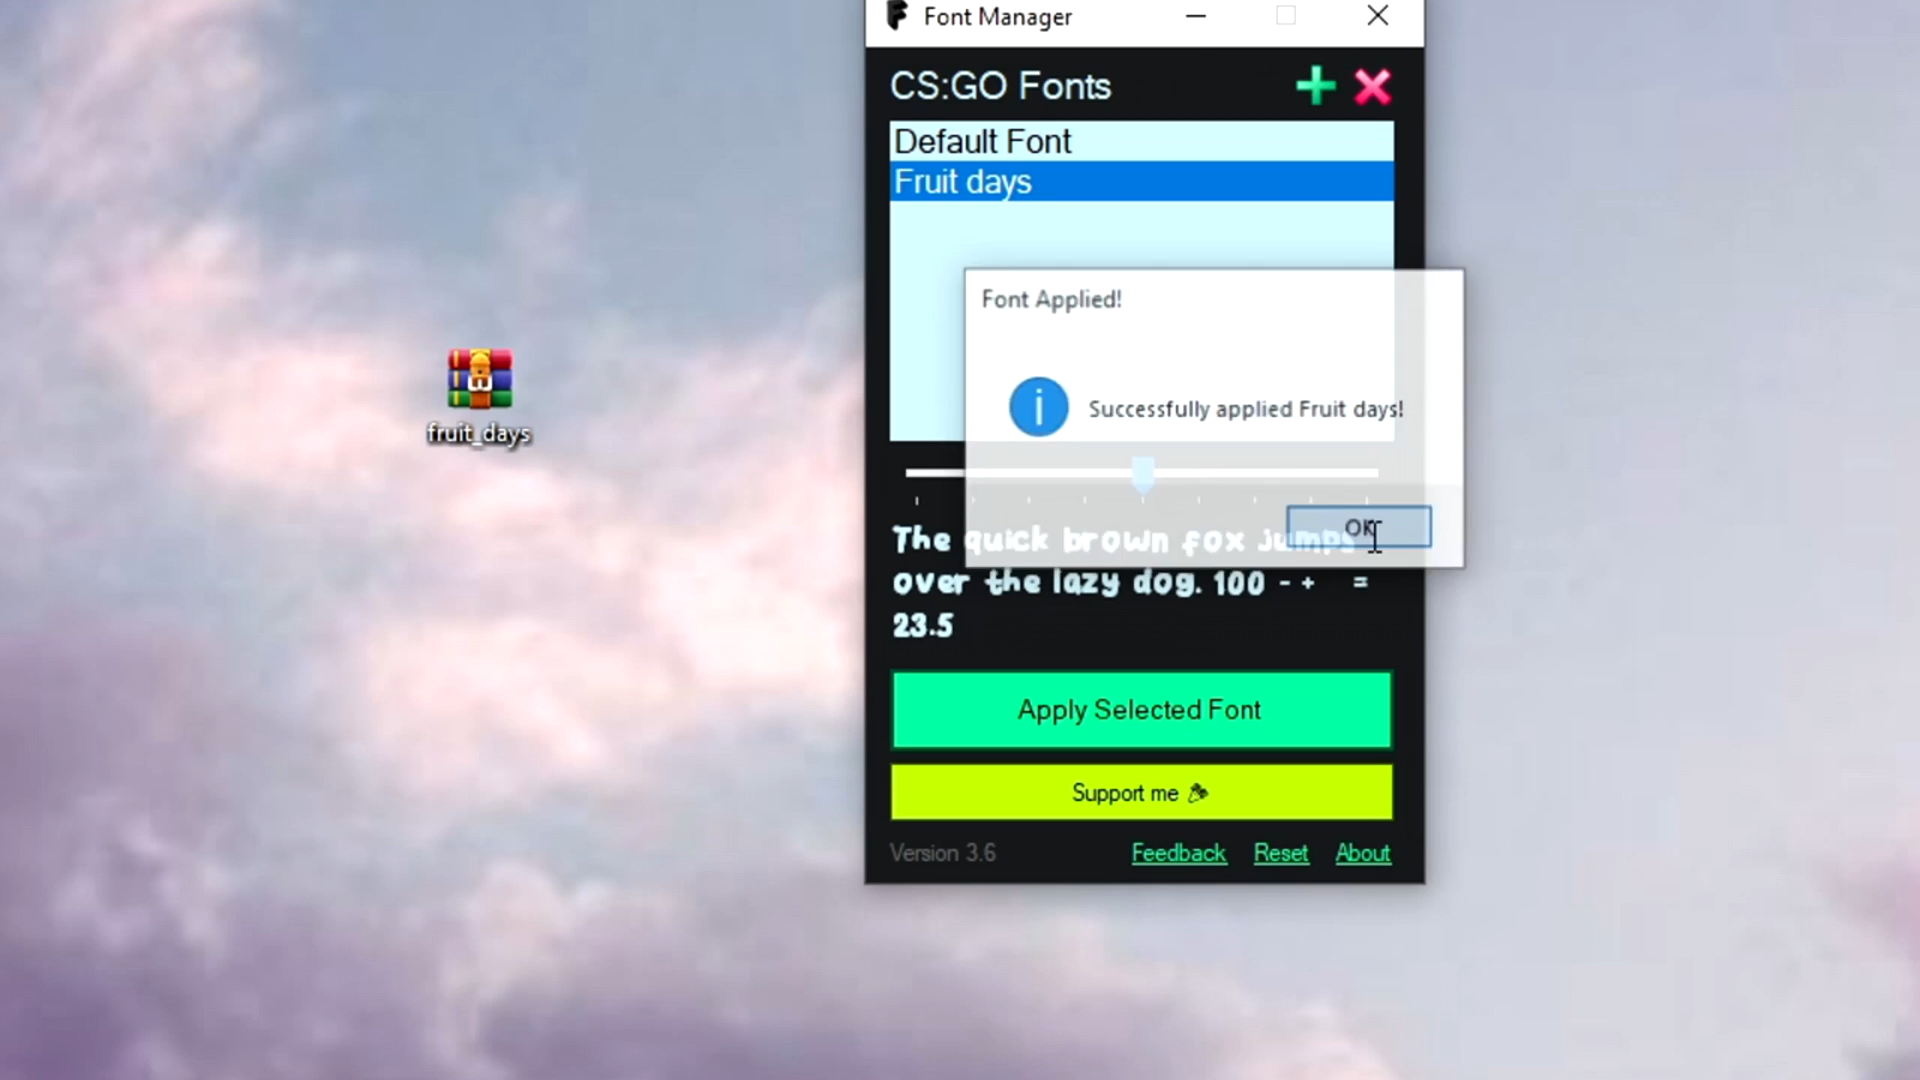 Font Manager
CS:GO Fonts
Default Font
Fruit days
Font Applied!
Successfully applied Fruit days!
OK
The quick brown fox jumps
over the lazy dog. 100 - + =
23.5
Apply Selected Font
Support me
Version 3.6 Feedback Reset About
fruit_days